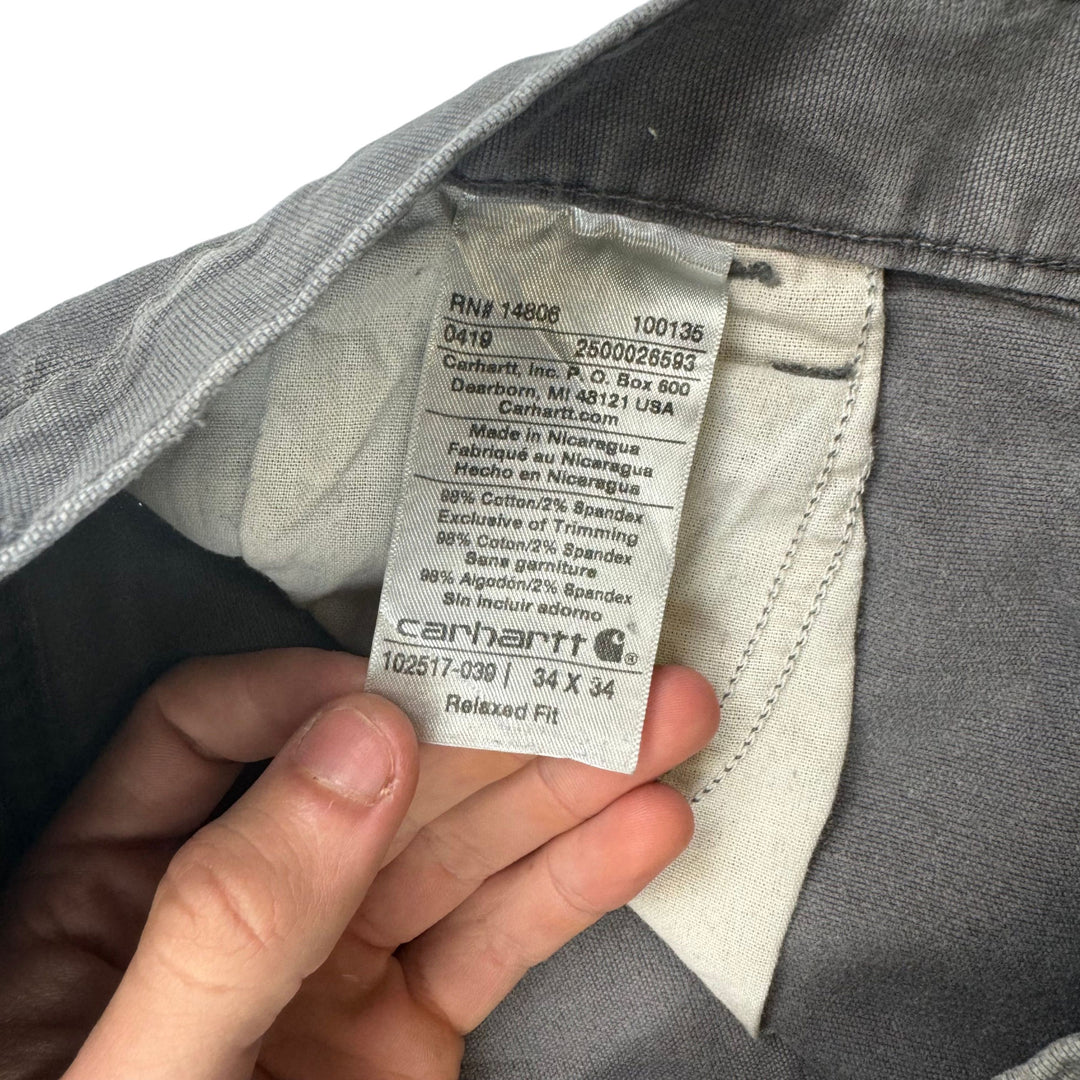 RN# 14806 100135
0419 2500026593
Carhartt, Inc. P. O. Box 600
Dearborn, MI 48121 USA
Carhartt.com
Made in Nicaragua
Fabriqué au Nicaragua
Hecho en Nicaragua
98% Cotton/2% Spandex
Exclusive of Trimming
98% Coton/2% Spandex
Sans garniture
98% Algodón/2% Spandex
Sin incluir adorno
carhartt ®
102517-039 | 34 X 34
Relaxed Fit